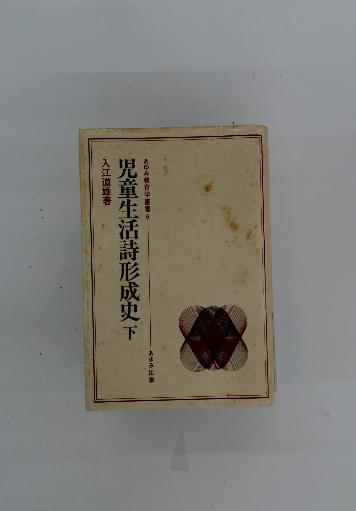 あゆみ教育学叢書6
あゆみ出版
児童生活詩形成史 下
入江道雄著